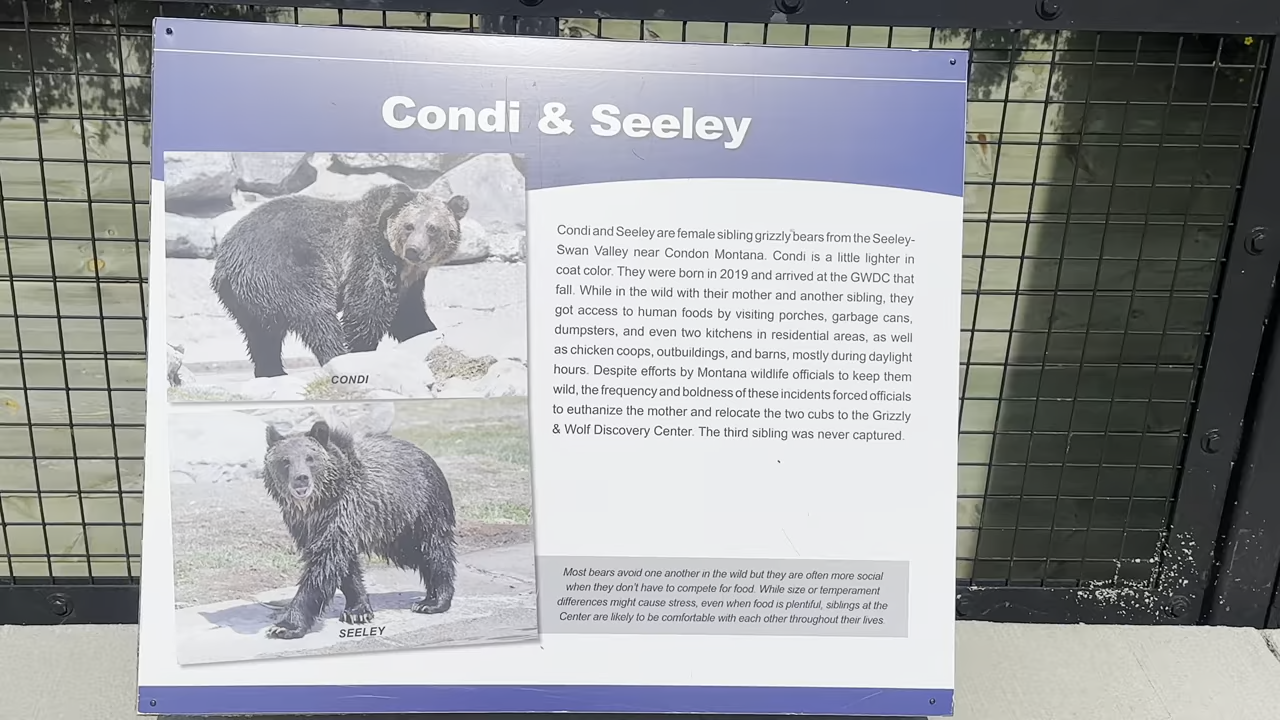 Condi & Seeley
CONDI
SEELEY
Condi and Seeley are female sibling grizzly bears from the Seeley-
Swan Valley near Condon Montana. Condi is a little lighter in
coat color. They were born in 2019 and arrived at the GWDC that
fall. While in the wild with their mother and another sibling, they
got access to human foods by visiting porches, garbage cans,
dumpsters, and even two kitchens in residential areas, as well
as chicken coops, outbuildings, and barns, mostly during daylight
hours. Despite efforts by Montana wildlife officials to keep them
wild, the frequency and boldness of these incidents forced officials
to euthanize the mother and relocate the two cubs to the Grizzly
& Wolf Discovery Center. The third sibling was never captured.
Most bears avoid one another in the wild but they are often more social
when they don't have to compete for food. While size or temperament
differences might cause stress, even when food is plentiful, siblings at the
Center are likely to be comfortable with each other throughout their lives.